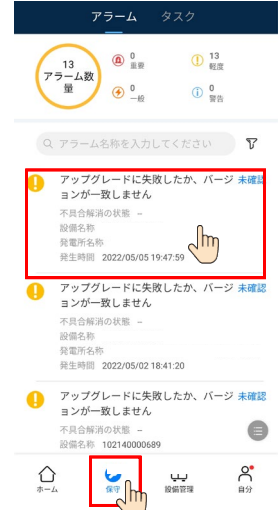 アラーム タスク
13
アラーム数
量
0
重要
13
軽度
0
一般
0
警告
アラーム名称を入力してください
アップグレードに失敗したか、バージ 未確認
ョンが一致しません
不具合解消の状態 –
設備名称
発電所名称
発生時間 2022/05/05 19:47:59
アップグレードに失敗したか、バージ 未確認
ョンが一致しません
不具合解消の状態 –
設備名称
発電所名称
発生時間 2022/05/02 18:41:20
アップグレードに失敗したか、バージ 未確認
ョンが一致しません
不具合解消の状態 –
設備名称 102140000689
ホーム 保守 設備管理 自分